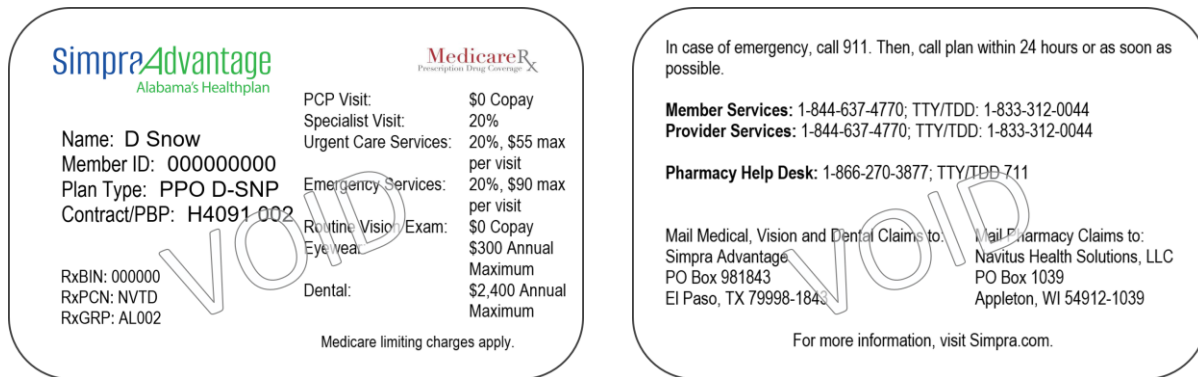 SimpraAdvantage
Alabama's Healthplan
MedicareRx
Prescription Drug Coverage
Name: D Snow
Member ID: 000000000
Plan Type: PPO D-SNP
Contract/PBP: H4091 002
RxBIN: 000000
RxPCN: NVTD
RxGRP: AL002
PCP Visit: $0 Copay
Specialist Visit: 20%
Urgent Care Services: 20%, $55 max
per visit
Emergency Services: 20%, $90 max
per visit
Routine Vision Exam: $0 Copay
Eyewear: $300 Annual
Maximum
Dental: $2,400 Annual
Maximum
Medicare limiting charges apply.
VOID
In case of emergency, call 911. Then, call plan within 24 hours or as soon as
possible.
Member Services: 1-844-637-4770; TTY/TDD: 1-833-312-0044
Provider Services: 1-844-637-4770; TTY/TDD: 1-833-312-0044
Pharmacy Help Desk: 1-866-270-3877; TTY/TDD 711
Mail Medical, Vision and Dental Claims to:
Simpra Advantage
PO Box 981843
El Paso, TX 79998-1843
Mail Pharmacy Claims to:
Navitus Health Solutions, LLC
PO Box 1039
Appleton, WI 54912-1039
For more information, visit Simpra.com.
VOID